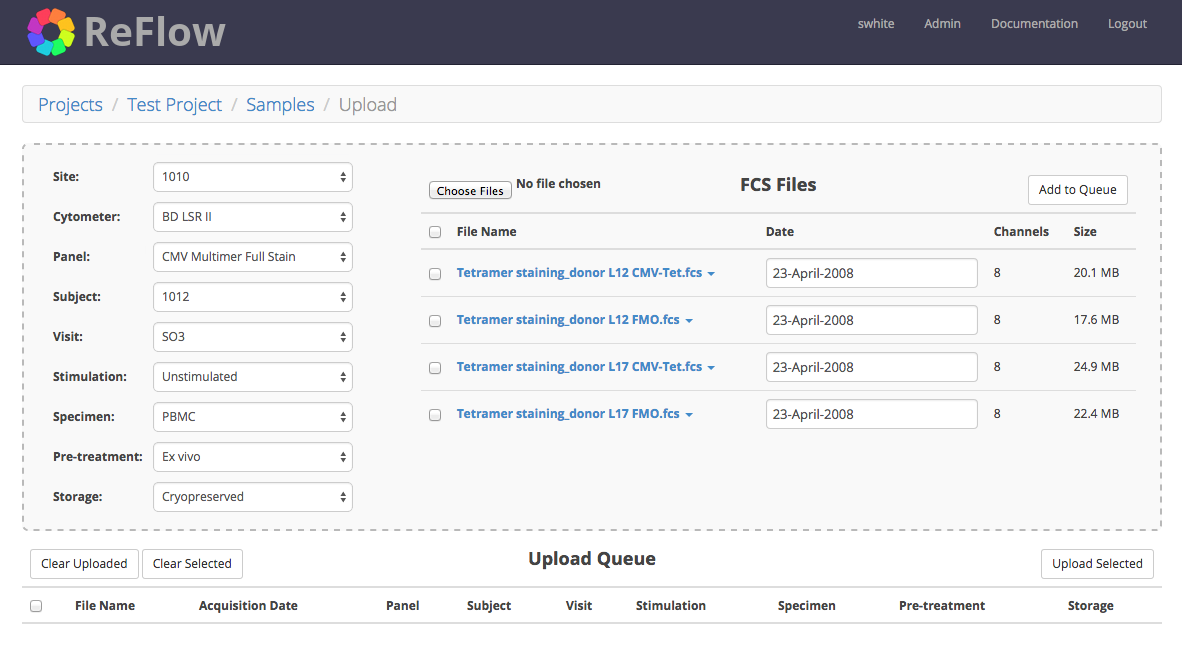 ReFlow
swhite Admin Documentation Logout
Projects / Test Project / Samples / Upload
Site: 1010
Cytometer: BD LSR II
Panel: CMV Multimer Full Stain
Subject: 1012
Visit: SO3
Stimulation: Unstimulated
Specimen: PBMC
Pre-treatment: Ex vivo
Storage: Cryopreserved
Choose Files No file chosen FCS Files Add to Queue
File Name Date Channels Size
Tetramer staining_donor L12 CMV-Tet.fcs 23-April-2008 8 20.1 MB
Tetramer staining_donor L12 FMO.fcs 23-April-2008 8 17.6 MB
Tetramer staining_donor L17 CMV-Tet.fcs 23-April-2008 8 24.9 MB
Tetramer staining_donor L17 FMO.fcs 23-April-2008 8 22.4 MB
Clear Uploaded Clear Selected Upload Queue Upload Selected
File Name Acquisition Date Panel Subject Visit Stimulation Specimen Pre-treatment Storage